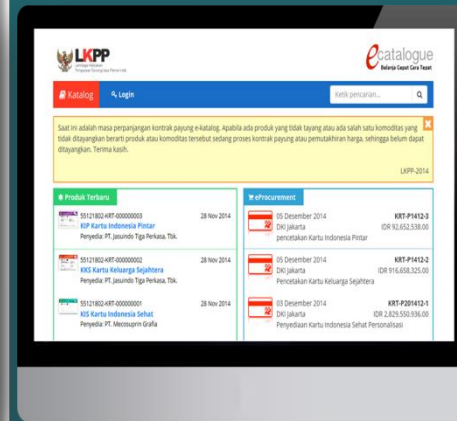 LKPP
Lembaga Kebijakan
Pengadaan Barang/Jasa Pemerintah
ecatalogue
Belanja Cepat Cara Tepat
Katalog
Login
Ketik pencarian...
Saat ini adalah masa perpanjangan kontrak payung e-katalog. Apabila ada produk yang tidak tayang atau ada salah satu komoditas yang
tidak ditayangkan berarti produk atau komoditas tersebut sedang proses kontrak payung atau pemutakhiran harga, sehingga belum dapat
ditayangkan. Terima kasih.
LKPP-2014
Produk Terbaru
55121802-KRT-000000003 28 Nov 2014
KIP Kartu Indonesia Pintar
Penyedia: PT. Jasuindo Tiga Perkasa, Tbk.
55121802-KRT-000000002 28 Nov 2014
KKS Kartu Keluarga Sejahtera
Penyedia: PT. Jasuindo Tiga Perkasa, Tbk.
55121802-KRT-000000001 28 Nov 2014
KIS Kartu Indonesia Sehat
Penyedia: PT. Mecosuprin Grafia
eProcurement
05 Desember 2014 KRT-P1412-3
DKI Jakarta IDR 92,652,538.00
pencetakan Kartu Indonesia Pintar
05 Desember 2014 KRT-P1412-2
DKI Jakarta IDR 916,658,325.00
Pencetakan Kartu Keluarga Sejahtera
03 Desember 2014 KRT-P201412-1
DKI Jakarta IDR 2,829,550,936.00
Penyediaan Kartu Indonesia Sehat Personalisasi